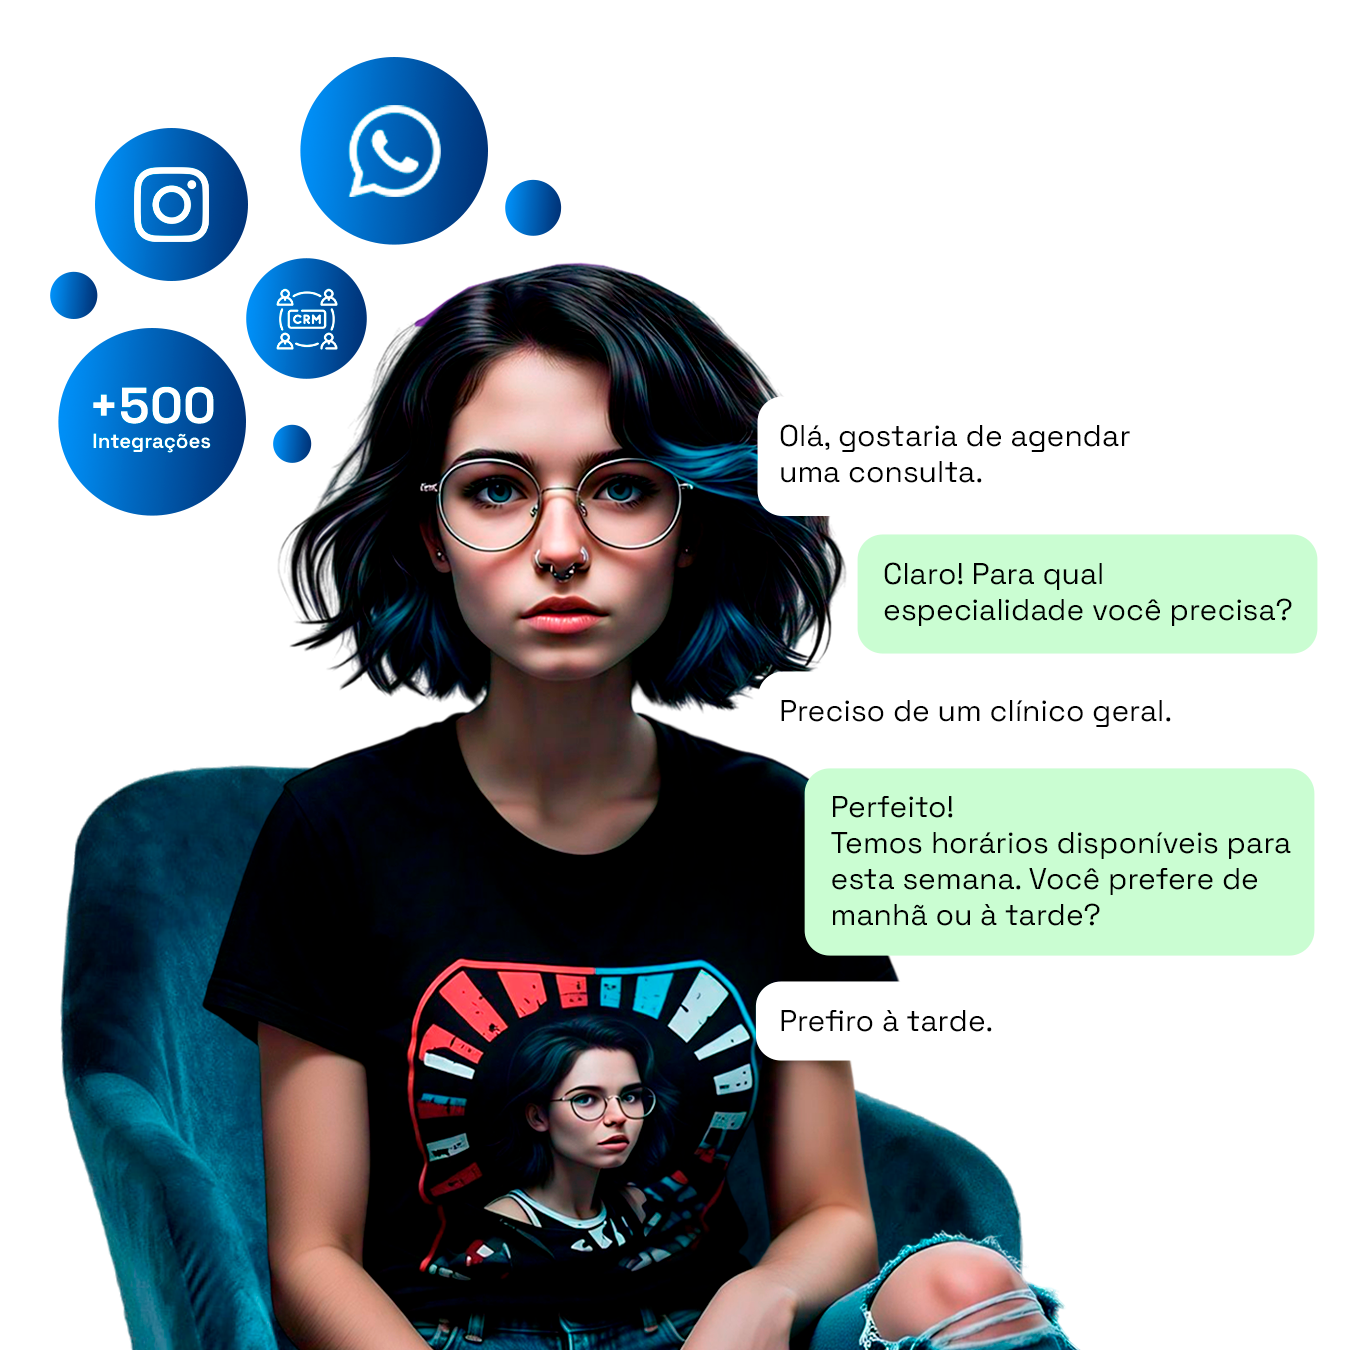 CRM
+500
Integrações
Olá, gostaria de agendar
uma consulta.
Claro! Para qual
especialidade você precisa?
Preciso de um clínico geral.
Perfeito!
Temos horários disponíveis para
esta semana. Você prefere de
manhã ou à tarde?
Prefiro à tarde.